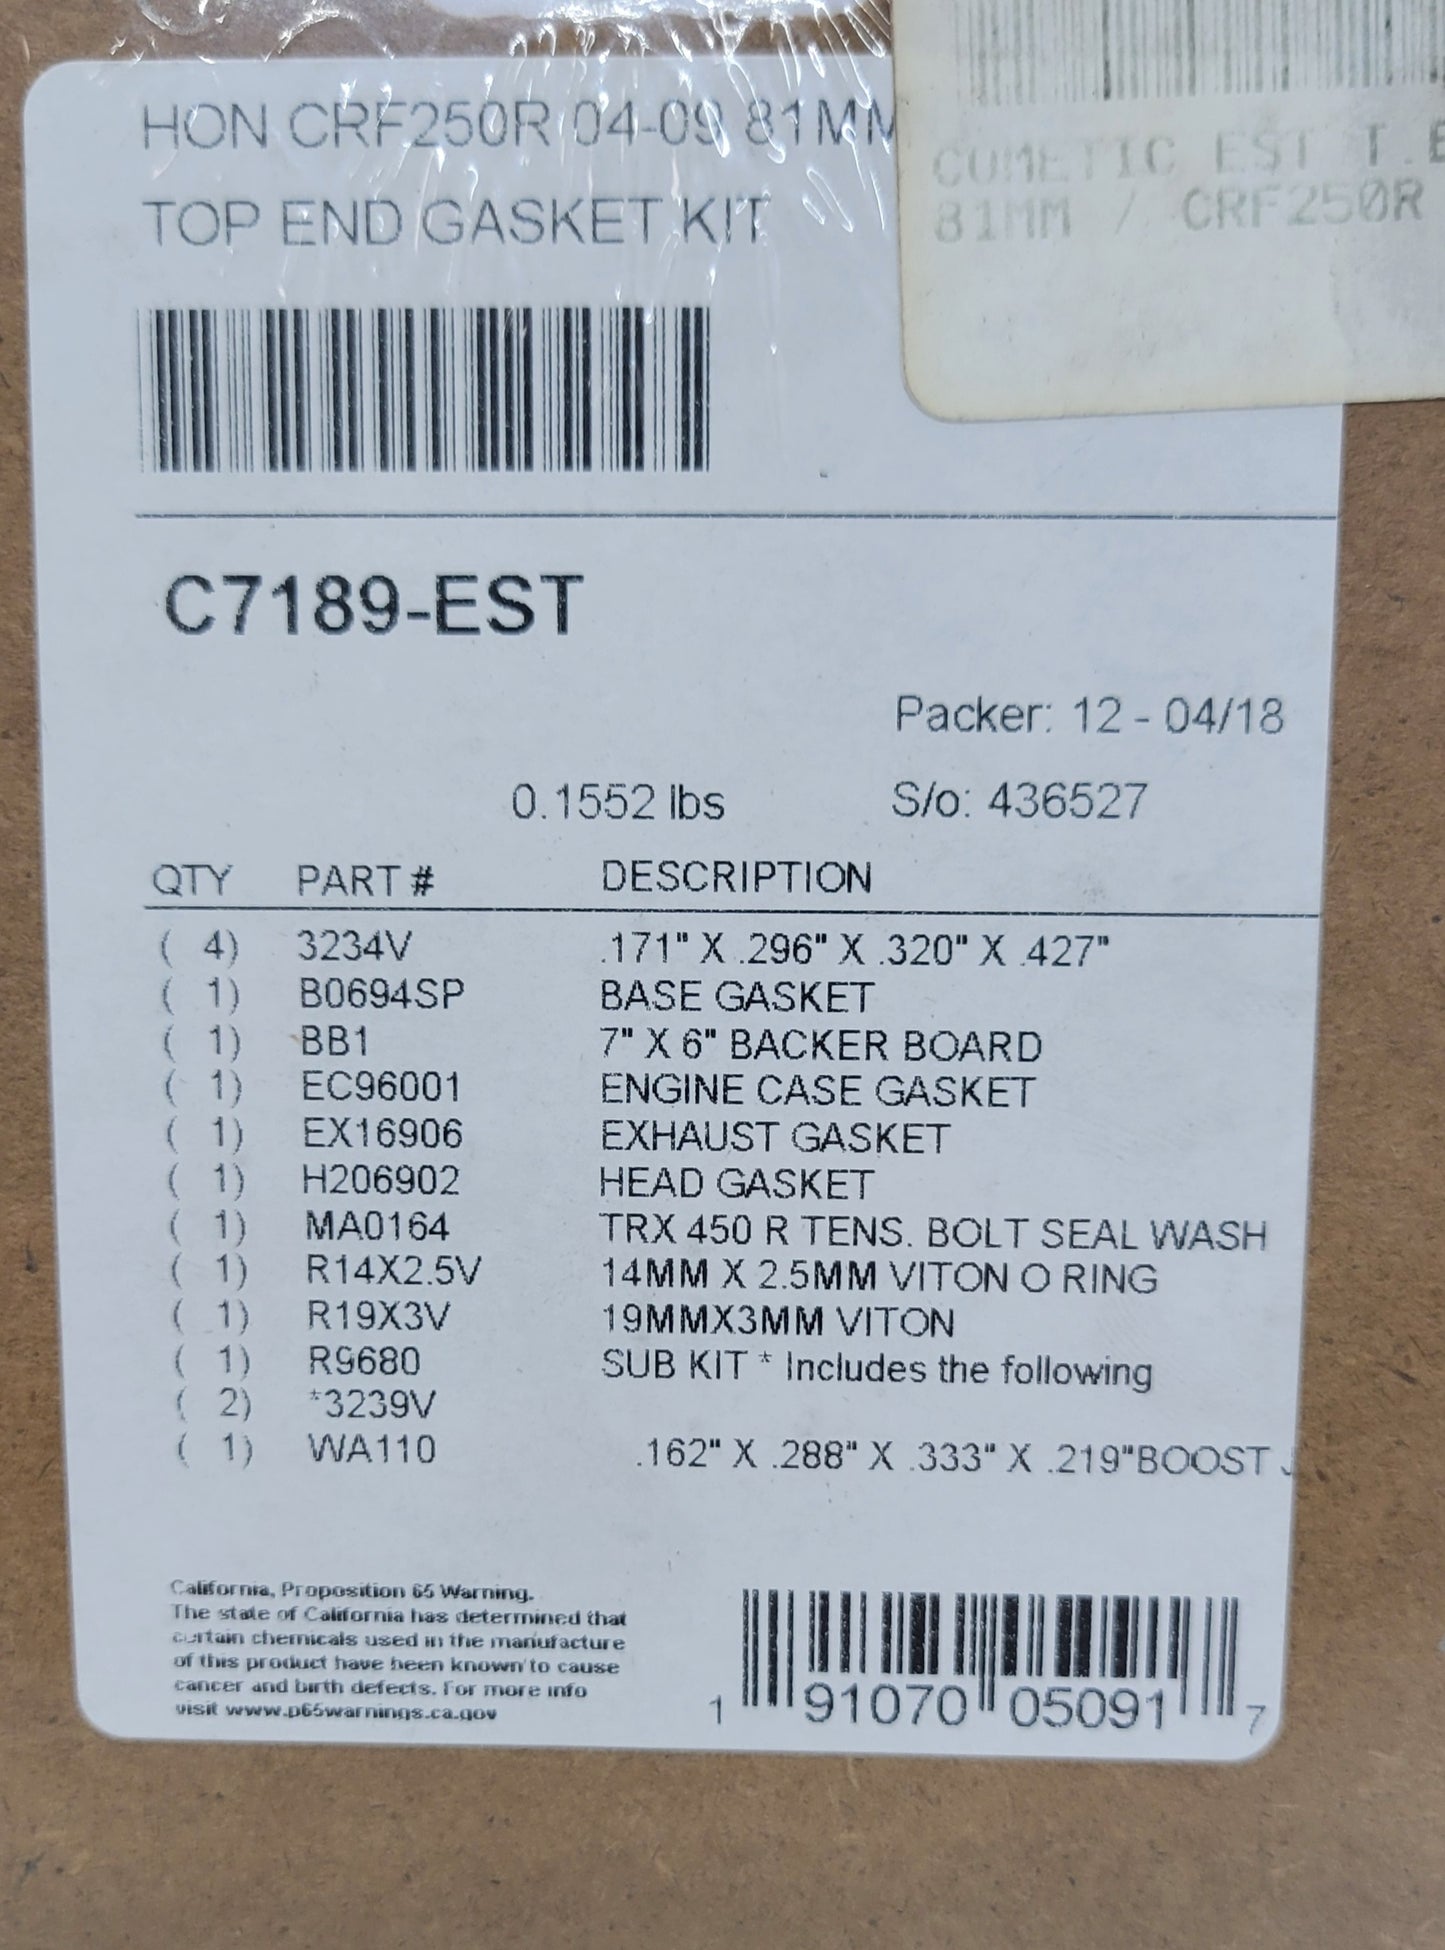 HON CRF250R 04-09 81MM
TOP END GASKET KIT
EST T.
81MM / CRF250R
C7189-EST
Packer: 12 - 04/18
0.1552 lbs S/o: 436527
QTY PART # DESCRIPTION
( 4) 3234V .171" X .296" X .320" X .427"
( 1) B0694SP BASE GASKET
( 1) BB1 7" X 6" BACKER BOARD
( 1) EC96001 ENGINE CASE GASKET
( 1) EX16906 EXHAUST GASKET
( 1) H206902 HEAD GASKET
( 1) MA0164 TRX 450 R TENS. BOLT SEAL WASH
( 1) R14X2.5V 14MM X 2.5MM VITON O RING
( 1) R19X3V 19MMX3MM VITON
( 1) R9680 SUB KIT * Includes the following
( 2) *3239V
( 1) WA110 .162" X .288" X .333" X .219"BOOST
California, Proposition 65 Warning.
The state of California has determined that
certain chemicals used in the manufacture
of this product have been known to cause
cancer and birth defects. For more info
visit www.p65warnings.ca.gov
1 91070 05091 7